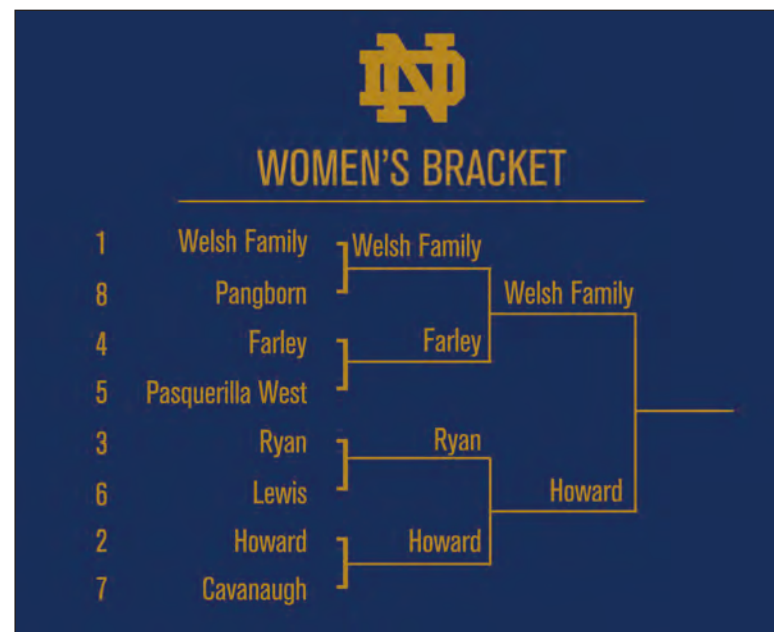 ND
WOMEN'S BRACKET
1 Welsh Family Welsh Family
8 Pangborn Welsh Family
4 Farley Farley
5 Pasquerilla West
3 Ryan Ryan
6 Lewis Howard
2 Howard Howard
7 Cavanaugh